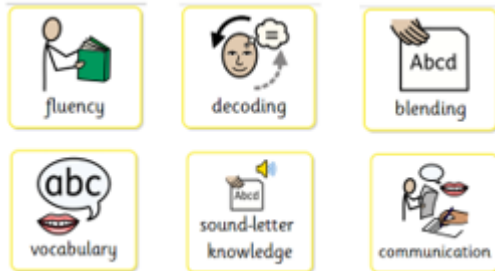 fluency
decoding
Abcd
blending
abc
vocabulary
Abcd
sound-letter
knowledge
communication